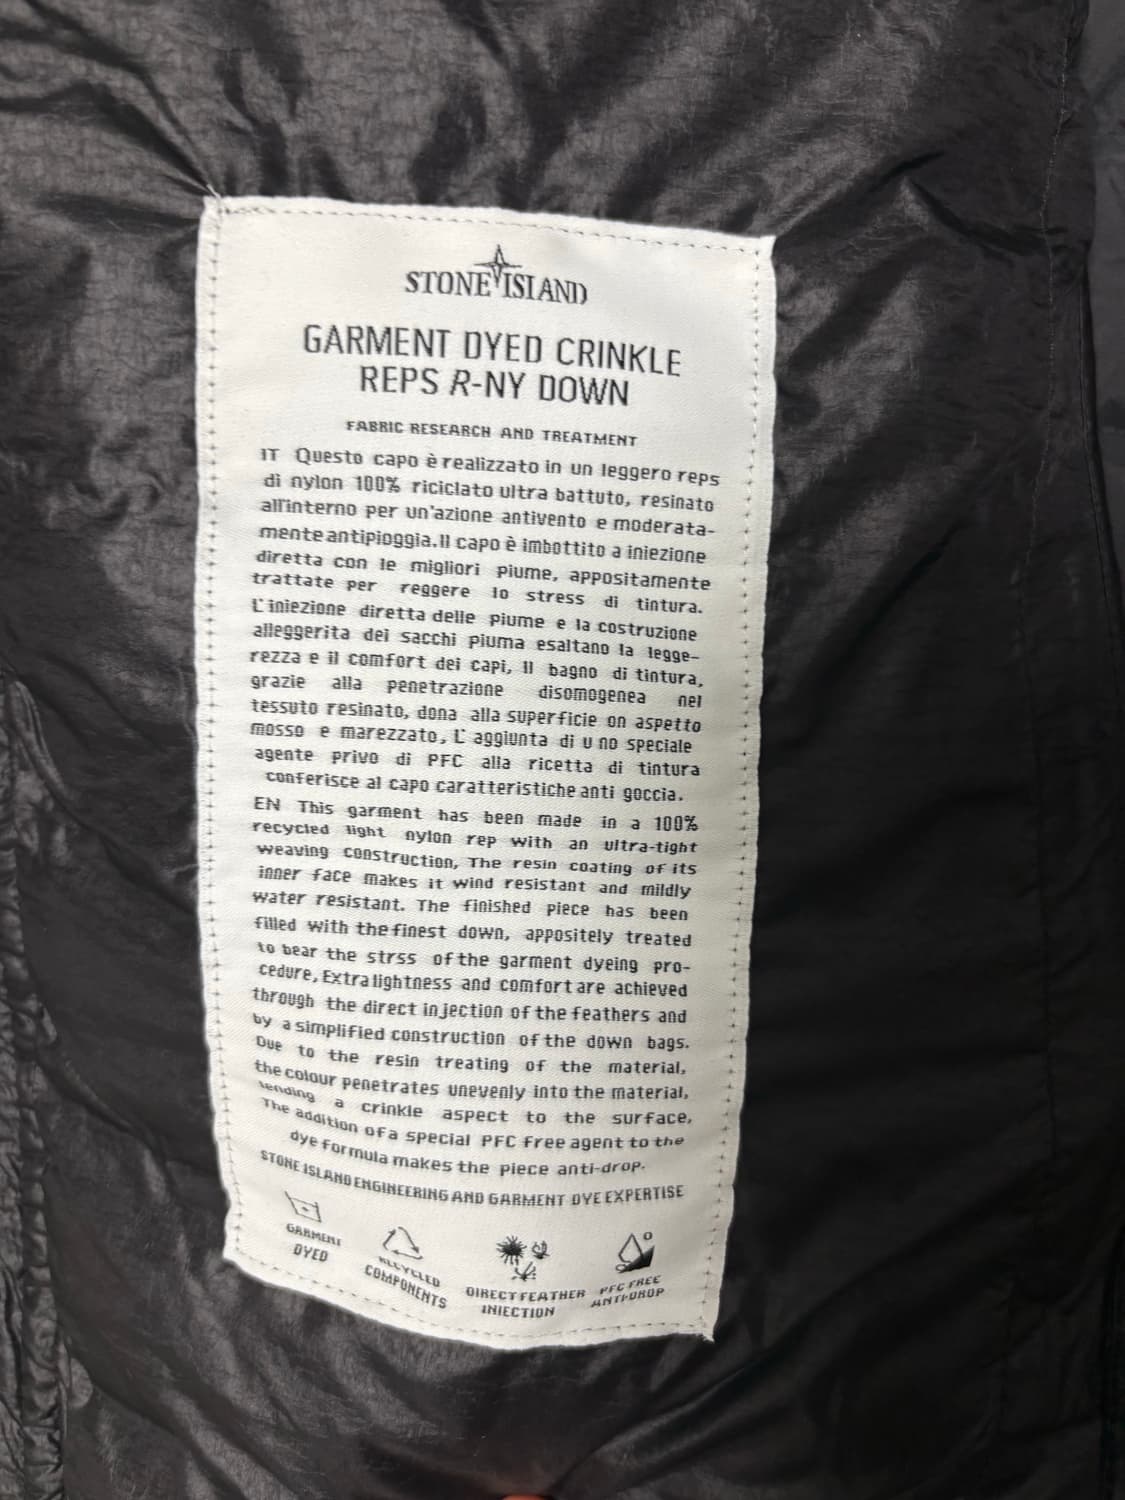 STONE ISLAND
GARMENT DYED CRINKLE
REPS R-NY DOWN
FABRIC RESEARCH AND TREATMENT
IT Questo capo è realizzato in un leggero reps
di nylon 100% riciclato ultra battuto, resinato
all'interno per un'azione antivento e moderata-
mente antipioggia. Il capo è imbottito a iniezione
diretta con le migliori piume, appositamente
trattate per reggere lo stress di tintura.
L'iniezione diretta delle piume e la costruzione
alleggerita dei sacchi piuma esaltano la legge-
rezza e il comfort dei capi, Il bagno di tintura,
grazie alla penetrazione disomogenea nel
tessuto resinato, dona alla superficie on aspetto
mosso e marezzato, L' aggiunta di u no speciale
agente privo di PFC alla ricetta di tintura
conferisce al capo caratteristiche anti goccia.
EN This garment has been made in a 100%
recycled light nylon rep with an ultra-tight
weaving construction, The resin coating of its
inner face makes it wind resistant and mildly
water resistant. The finished piece has been
filled with the finest down, appositely treated
to bear the strss of the garment dyeing pro-
cedure, Extra lightness and comfort are achieved
through the direct injection of the feathers and
by a simplified construction of the down bags.
Due to the resin treating of the material,
the colour penetrates unevenly into the material,
lending a crinkle aspect to the surface,
The addition of a special PFC free agent to the
dye formula makes the piece anti-drop.
STONE ISLAND ENGINEERING AND GARMENT DYE EXPERTISE
GARMENT
DYED
RECYCLED
COMPONENTS
DIRECT FEATHER
INJECTION
PFC FREE
ANTI-DROP